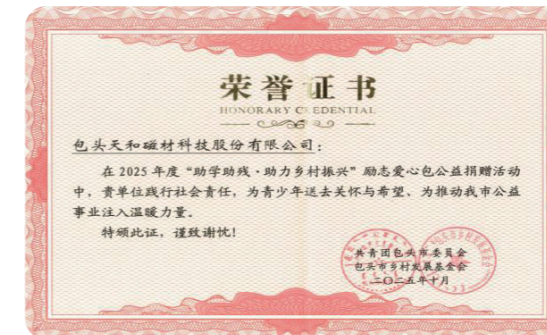 荣誉证书
HONORARY C EDENTIAL
包头天和磁材科技股份有限公司：
在2025年度“助学助残·助力乡村振兴”励志爱心包公益捐赠活动
中，贵单位践行社会责任，为青少年送去关怀与希望、为推动我市公益
事业注入温暖力量。
特颁此证，谨致谢忱！
共青团包头市委员会
包头市乡村发展基金会
二〇二五年十月